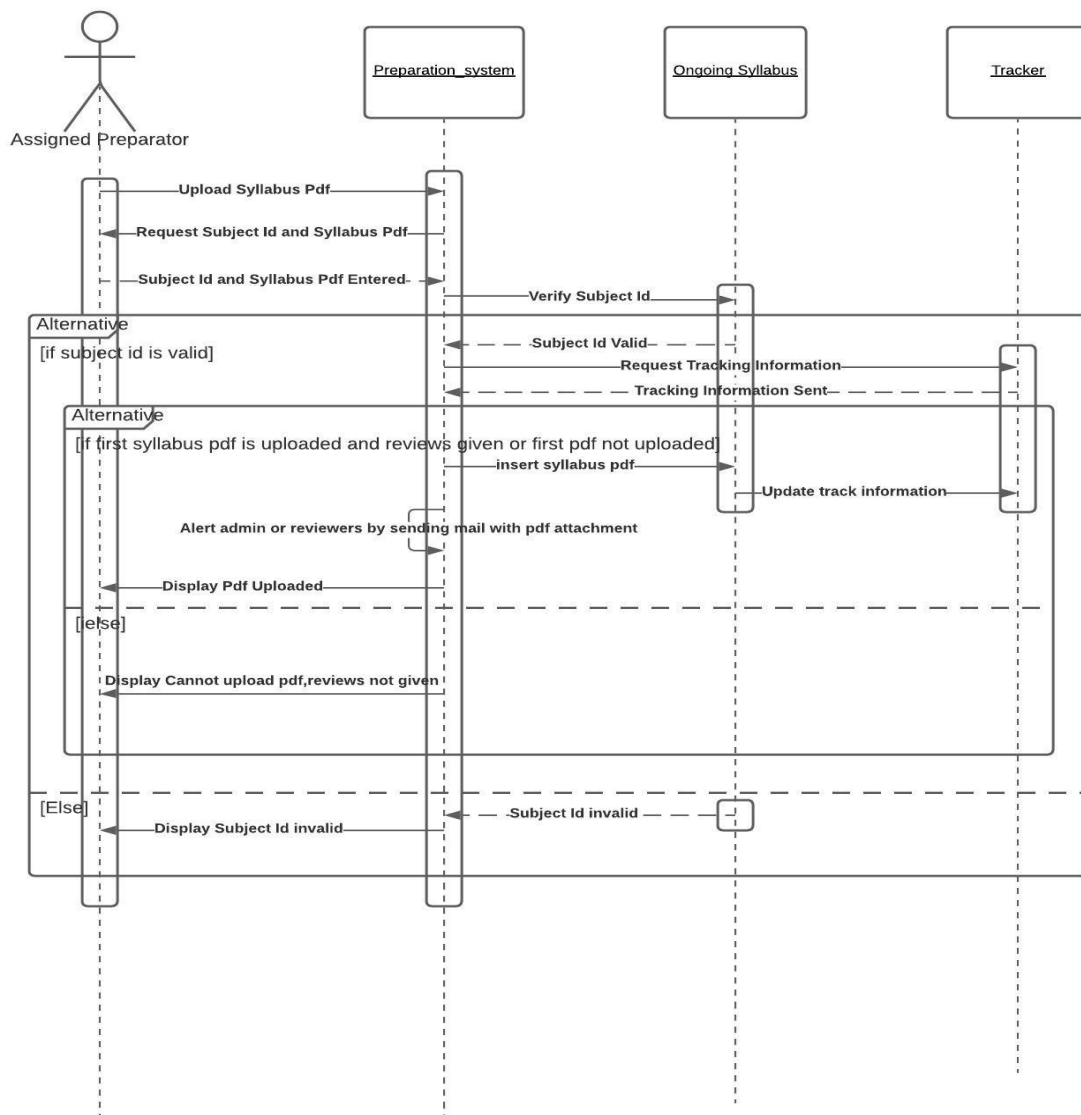 Preparation_system
Ongoing Syllabus
Tracker
Assigned Preparator
Upload Syllabus Pdf
Request Subject Id and Syllabus Pdf
Subject Id and Syllabus Pdf Entered
Verify Subject Id
Alternative
Subject Id Valid
[if subject id is valid]
Request Tracking Information
Tracking Information Sent
Alternative
[if first syllabus pdf is uploaded and reviews given or first pdf not uploaded]
insert syllabus pdf
Update track information
Alert admin or reviewers by sending mail with pdf attachment
Display Pdf Uploaded
[ielse]
Display Cannot upload pdf,reviews not given
[Else]
Subject Id invalid
Display Subject Id invalid